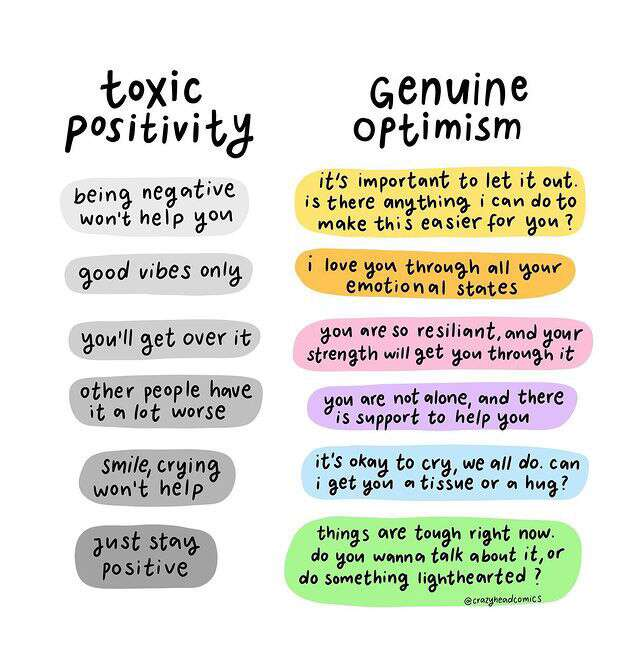 toxic
positivity
Genuine
optimism
being negative
won't help you
it's important to let it out.
is there anything i can do to
make this easier for you?
good vibes only
i love you through all your
emotional states
you'll get over it
you are so resiliant, and your
strength will get you through it
other people have
it a lot worse
you are not alone, and there
is support to help you
smile, crying
won't help
it's okay to cry, we all do. can
i get you a tissue or a hug?
just stay
positive
things are tough right now.
do you wanna talk about it, or
do something lighthearted?
@crazyheadcomics